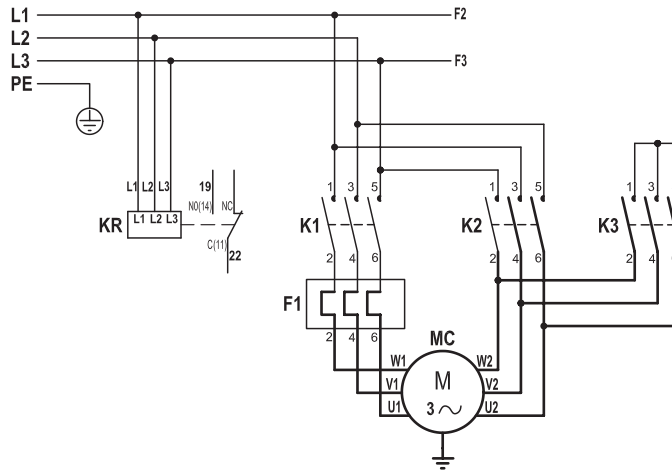 L1 F2
L2
L3 F3
PE
L1 L2 L3 19 1 3 5 1 3 5 1 3
NO(14) NC
KR L1 L2 L3 K1 K2 K3
C(11) 22 2 4 6 2 4 6 2 4
F1
2 4 6 MC
W1 W2
V1 M V2
U1 3 U2